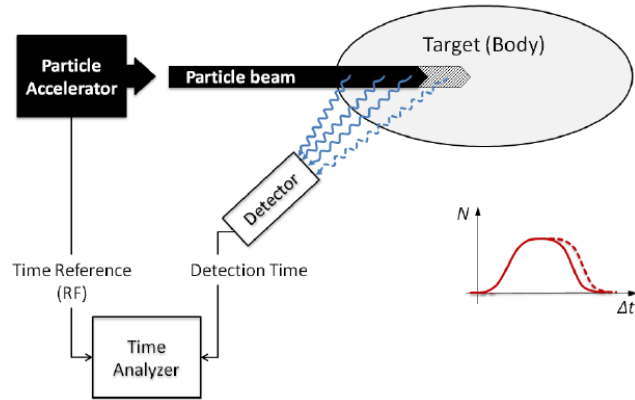 Target (Body)
Particle
Accelerator
Particle beam
Detector
N
Time Reference
(RF)
Detection Time
Δt
Time
Analyzer